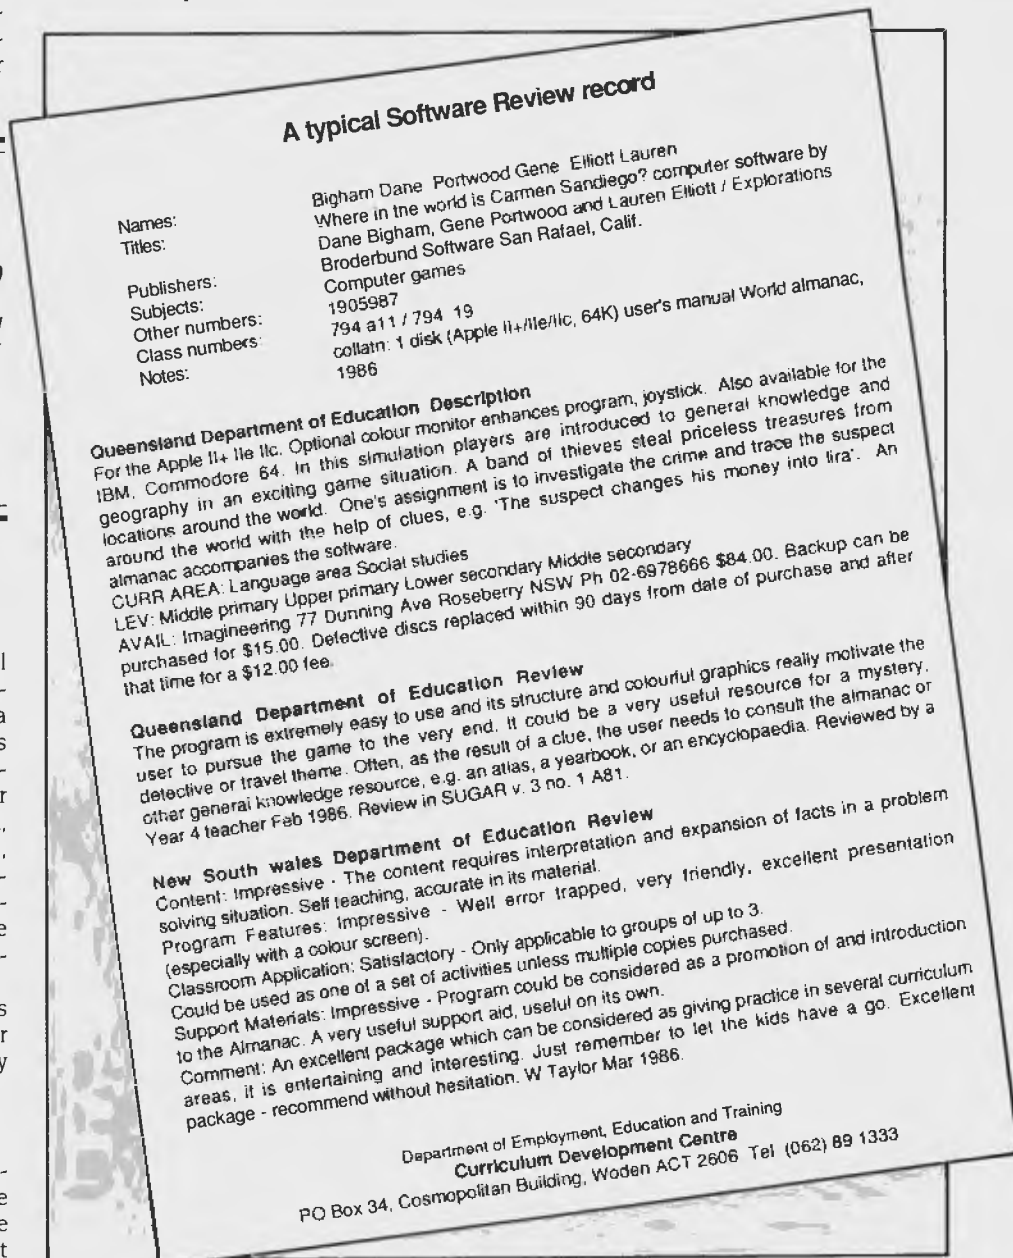 A typical Software Review record
Names: Bigham Dane Portwood Gene Elliott Lauren
Titles: Where in the world is Carmen Sandiego? computer software by
Dane Bigham, Gene Portwood and Lauren Elliott / Explorations
Publishers: Broderbund Software San Rafael, Calif.
Subjects: Computer games
Other numbers: 1905987
Class numbers: 794 a11 / 794 19
Notes: collatn: 1 disk (Apple II+/IIe/IIc, 64K) user's manual World almanac,
1986
Queensland Department of Education Description
For the Apple II+ IIe IIc. Optional colour monitor enhances program, joystick. Also available for the
IBM, Commodore 64. In this simulation players are introduced to general knowledge and
geography in an exciting game situation. A band of thieves steal priceless treasures from
locations around the world. One's assignment is to investigate the crime and trace the suspect
around the world with the help of clues, e.g. 'The suspect changes his money into lira'. An
almanac accompanies the software.
CURR AREA: Language area Social studies
LEV: Middle primary Upper primary Lower secondary Middle secondary
AVAIL: Imagineering 77 Dunning Ave Roseberry NSW Ph 02-6978666 $84.00. Backup can be
purchased for $15.00. Defective discs replaced within 90 days from date of purchase and after
that time for a $12.00 fee.
Queensland Department of Education Review
The program is extremely easy to use and its structure and colourful graphics really motivate the
user to pursue the game to the very end. It could be a very useful resource for a mystery,
detective or travel theme. Often, as the result of a clue, the user needs to consult the almanac or
other general knowledge resource, e.g. an atlas, a yearbook, or an encyclopaedia. Reviewed by a
Year 4 teacher Feb 1986. Review in SUGAR v. 3 no. 1 A81.
New South wales Department of Education Review
Content: Impressive - The content requires interpretation and expansion of facts in a problem
solving situation. Self teaching, accurate in its material.
Program Features: Impressive - Well error trapped, very friendly, excellent presentation
(especially with a colour screen).
Classroom Application: Satisfactory - Only applicable to groups of up to 3.
Could be used as one of a set of activities unless multiple copies purchased.
Support Materials: Impressive - Program could be considered as a promotion of and introduction
to the Almanac. A very useful support aid, useful on its own.
Comment: An excellent package which can be considered as giving practice in several curriculum
areas, it is entertaining and interesting. Just remember to let the kids have a go. Excellent
package - recommend without hesitation. W Taylor Mar 1986.
Department of Employment, Education and Training
Curriculum Development Centre
PO Box 34, Cosmopolitan Building, Woden ACT 2606 Tel (062) 89 1333